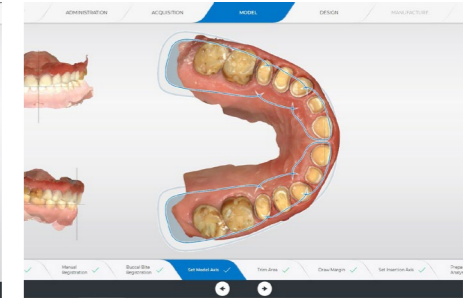 ADMINISTRATION
ACQUISITION
MODEL
DESIGN
MANUFACTURE
Manual Registration
Buccal Bite Registration
Set Model Axis
Trim Area
Draw Margin
Set Insertion Axis